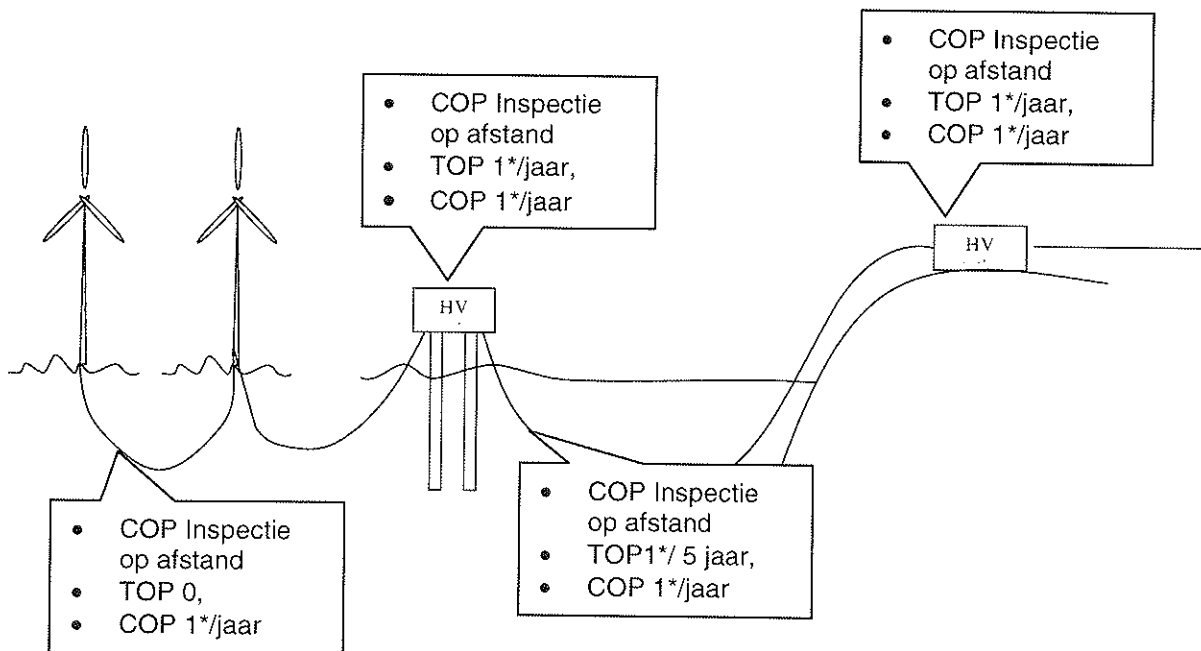 • COP Inspectie
op afstand
• TOP 1*/jaar,
• COP 1*/jaar
• COP Inspectie
op afstand
• TOP 1*/jaar,
• COP 1*/jaar
HV
HV
• COP Inspectie
op afstand
• TOP 0,
• COP 1*/jaar
• COP Inspectie
op afstand
• TOP1*/ 5 jaar,
• COP 1*/jaar